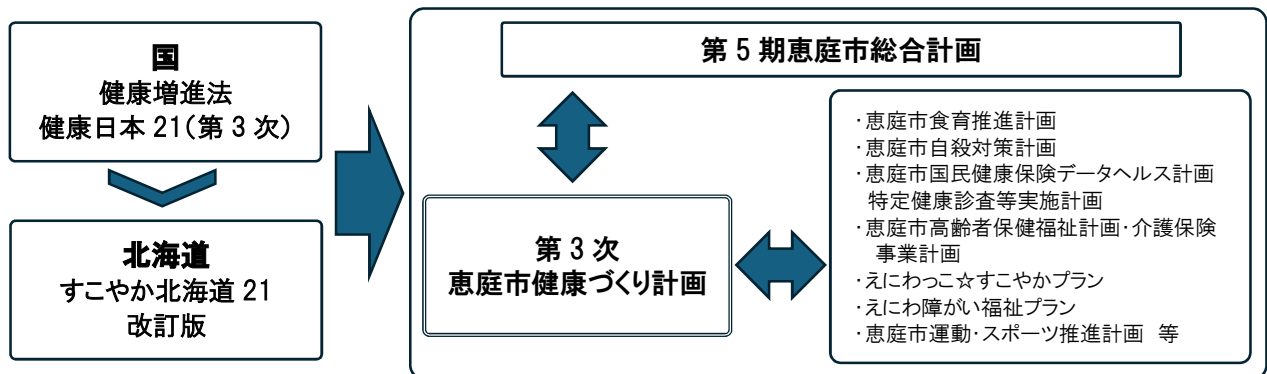 国
健康増進法
健康日本21（第3次）
北海道
すこやか北海道21
改訂版
第5期恵庭市総合計画
第3次
恵庭市健康づくり計画
・恵庭市食育推進計画
・恵庭市自殺対策計画
・恵庭市国民健康保険データヘルス計画
特定健康診査等実施計画
・恵庭市高齢者保健福祉計画・介護保険
事業計画
・えにわっこ☆すこやかプラン
・えにわ障がい福祉プラン
・恵庭市運動・スポーツ推進計画　等